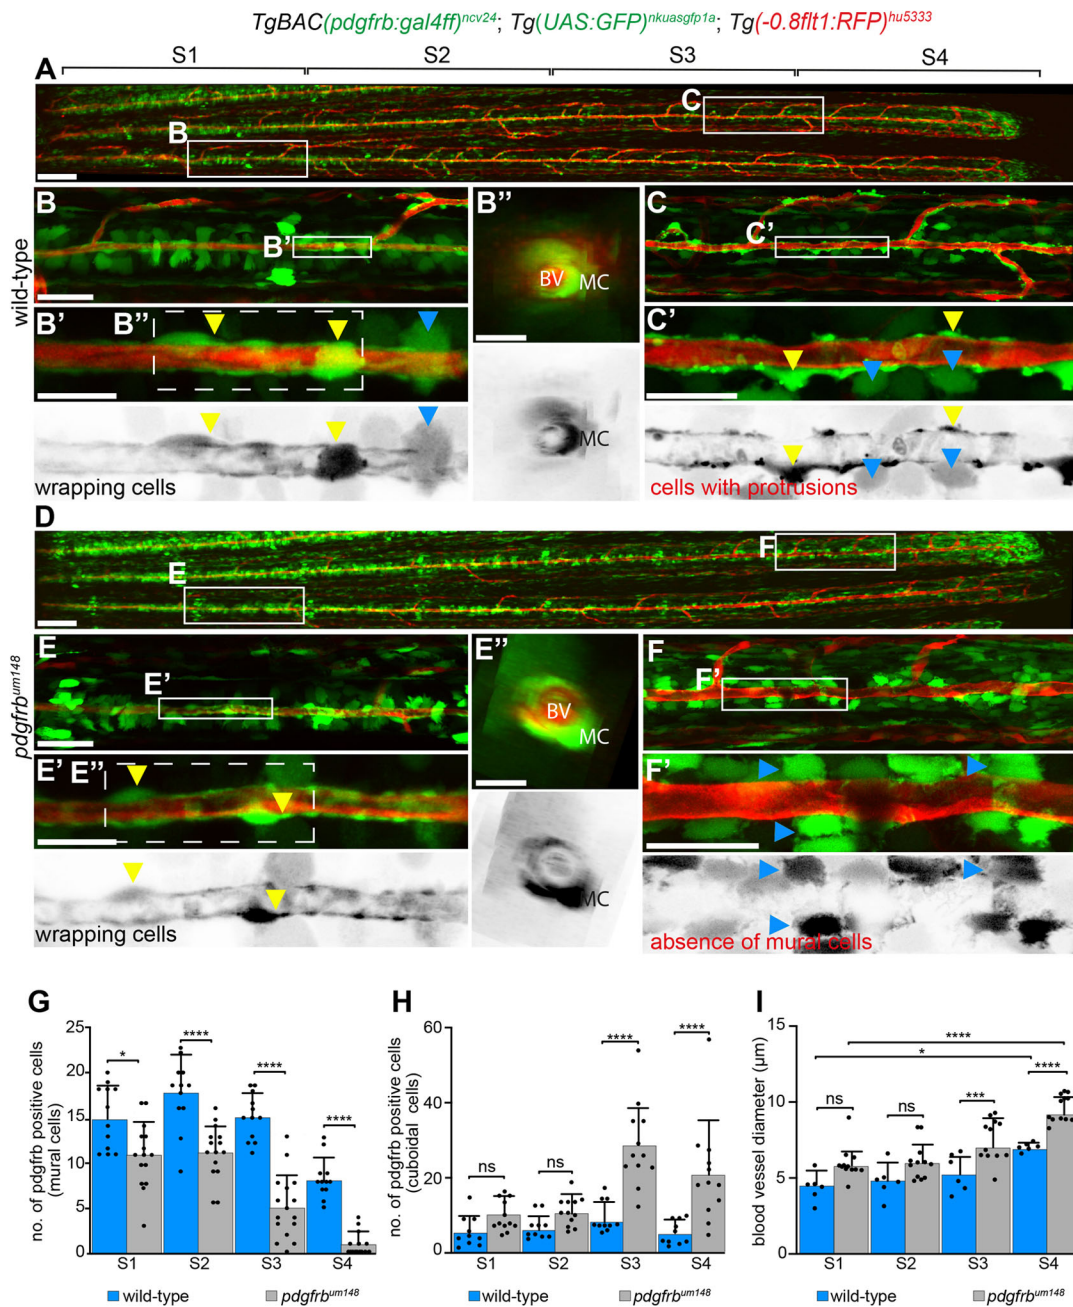 TgBAC(pdgfrb:gal4ff)ncv24; Tg(UAS:GFP)nkuasgfp1a; Tg(-0.8flt1:RFP)hu5333
S1 S2 S3 S4
A
B
C
wild-type
B
B'
B''
BV
MC
C
C'
B'
B''
MC
C'
wrapping cells
cells with protrusions
D
E
F
pdgfrbum148
E
E'
E''
BV
MC
F
F'
E'
E''
MC
F'
wrapping cells
absence of mural cells
G
no. of pdgfrb positive cells
(mural cells)
25
20
15
10
5
0
*
****
****
****
S1 S2 S3 S4
wild-type pdgfrbum148
H
no. of pdgfrb positive cells
(cuboidal cells)
60
40
20
0
ns
ns
****
****
S1 S2 S3 S4
wild-type pdgfrbum148
I
blood vessel diameter (μm)
15
10
5
0
****
*
ns
ns
***
****
S1 S2 S3 S4
wild-type pdgfrbum148